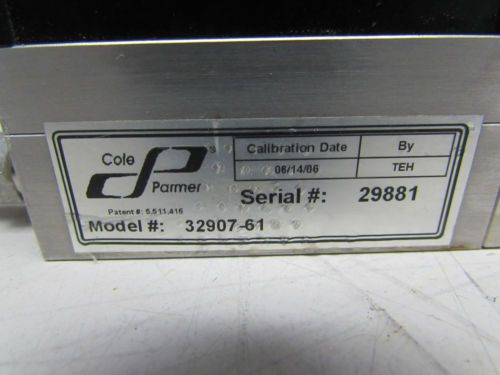 Cole
Parmer
Patent #: 5,511,416
Calibration Date By
06/14/06 TEH
Serial #: 29881
Model #: 32907-61